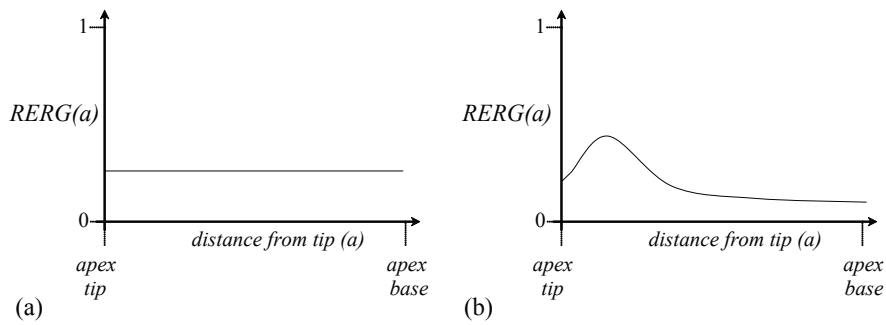 1
RERG(a)
0
distance from tip (a)
apex
tip
apex
base
(a)
1
RERG(a)
0
distance from tip (a)
apex
tip
apex
base
(b)